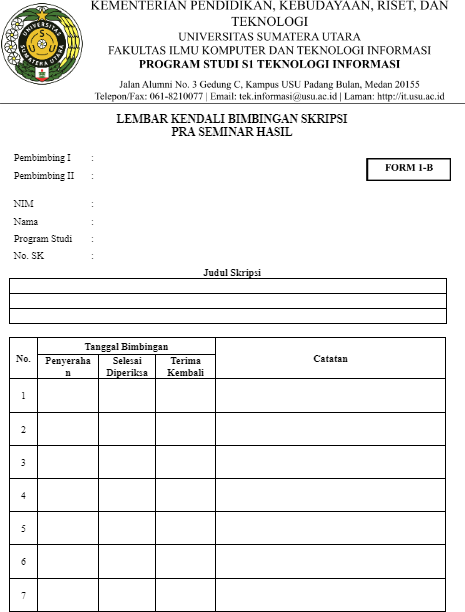 UNIVERSITAS
SUMATERA UTARA
KEMENTERIAN PENDIDIKAN, KEBUDAYAAN, RISET, DAN
TEKNOLOGI
UNIVERSITAS SUMATERA UTARA
FAKULTAS ILMU KOMPUTER DAN TEKNOLOGI INFORMASI
PROGRAM STUDI S1 TEKNOLOGI INFORMASI
Jalan Alumni No. 3 Gedung C, Kampus USU Padang Bulan, Medan 20155
Telepon/Fax: 061-8210077 | Email: tek.informasi@usu.ac.id | Laman: http://it.usu.ac.id
LEMBAR KENDALI BIMBINGAN SKRIPSI
PRA SEMINAR HASIL
Pembimbing I :
Pembimbing II :
FORM 1-B
NIM :
Nama :
Program Studi :
No. SK :
Judul Skripsi
No. Tanggal Bimbingan Catatan
Penyeraha Selesai Terima
n Diperiksa Kembali
1
2
3
4
5
6
7